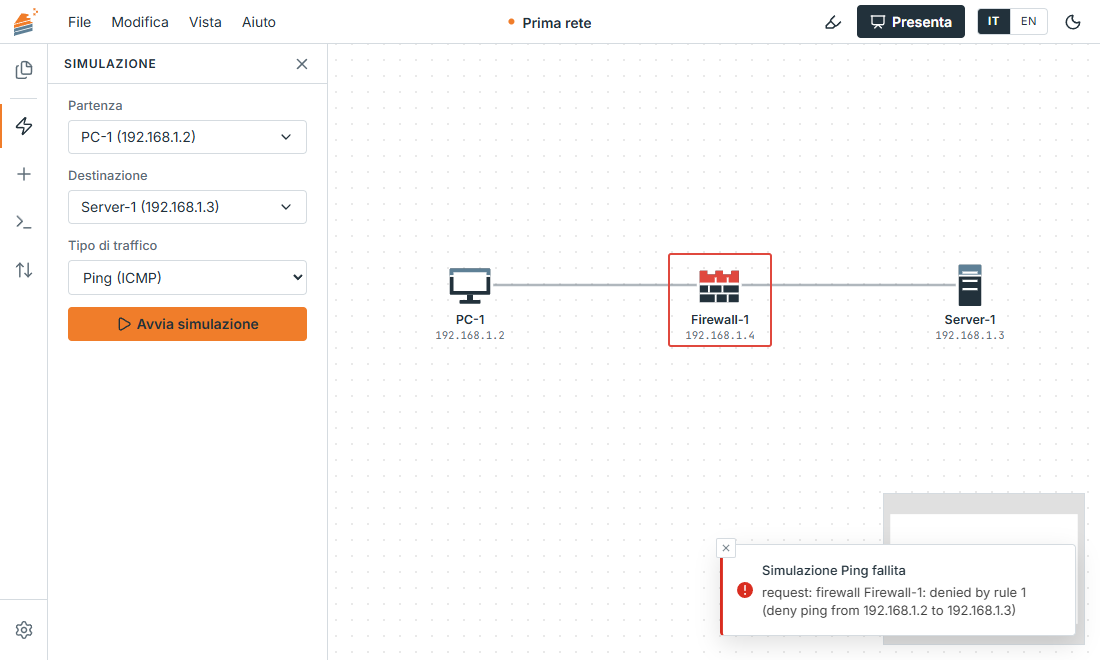 File Modifica Vista Aiuto
Prima rete
Presenta
IT EN
SIMULAZIONE
Partenza
PC-1 (192.168.1.2)
Destinazione
Server-1 (192.168.1.3)
Tipo di traffico
Ping (ICMP)
Avvia simulazione
PC-1
192.168.1.2
Firewall-1
192.168.1.4
Server-1
192.168.1.3
Simulazione Ping fallita
request: firewall Firewall-1: denied by rule 1
(deny ping from 192.168.1.2 to 192.168.1.3)